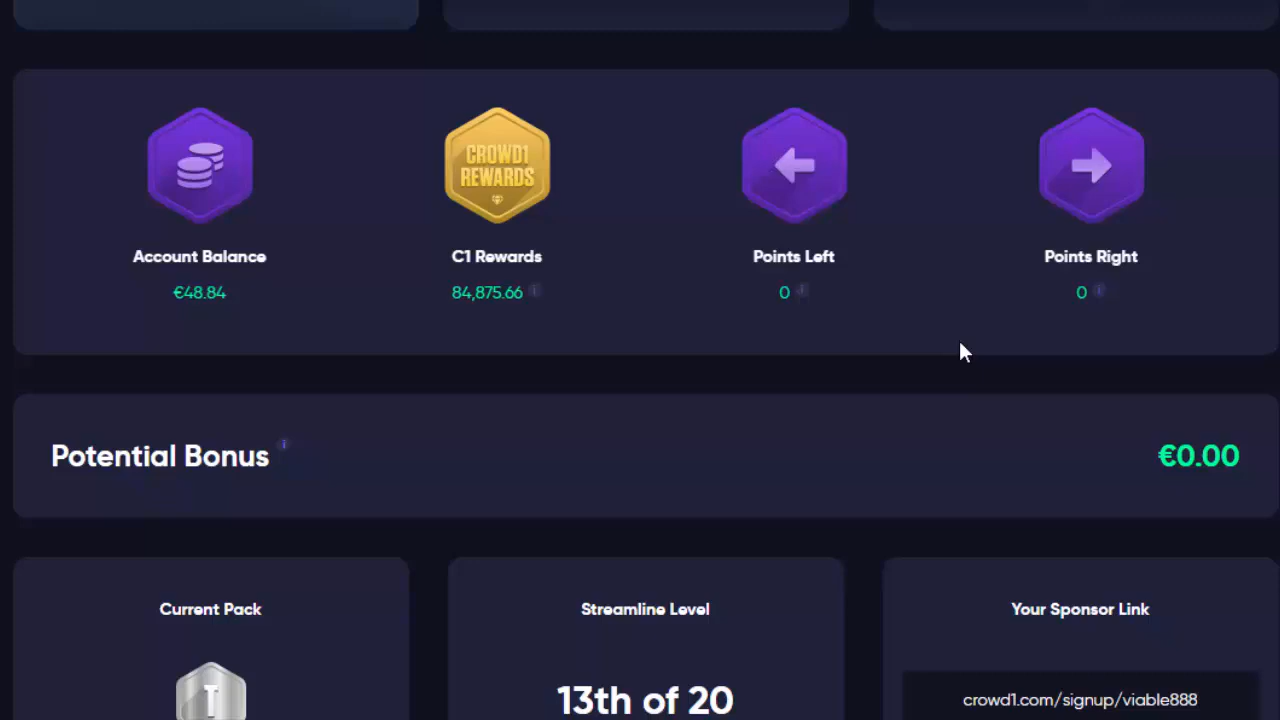 CROWD1
REWARDS
Account Balance
C1 Rewards
Points Left
Points Right
€48.84
84,875.66 i
0 i
0 i
Potential Bonus i
€0.00
Current Pack
Streamline Level
Your Sponsor Link
T
13th of 20
crowd1.com/signup/viable888